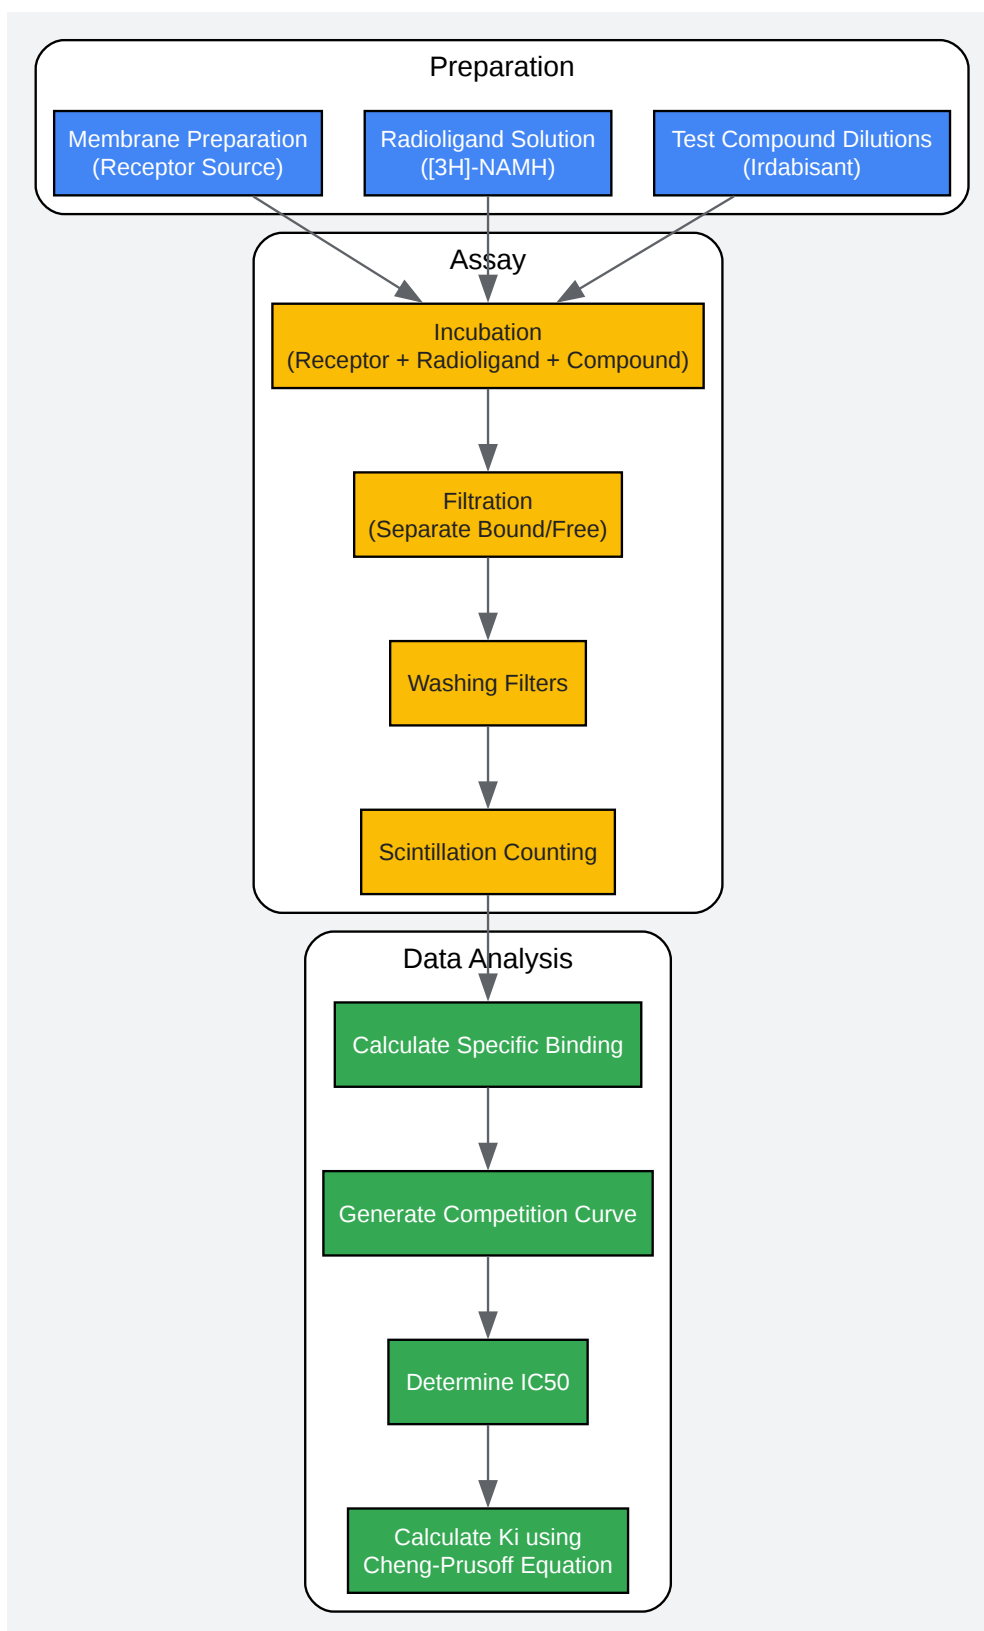 Preparation
Membrane Preparation
(Receptor Source)
Radioligand Solution
([3H]-NAMH)
Test Compound Dilutions
(Irdabisant)
Assay
Incubation
(Receptor + Radioligand + Compound)
Filtration
(Separate Bound/Free)
Washing Filters
Scintillation Counting
Data Analysis
Calculate Specific Binding
Generate Competition Curve
Determine IC50
Calculate Ki using
Cheng-Prusoff Equation